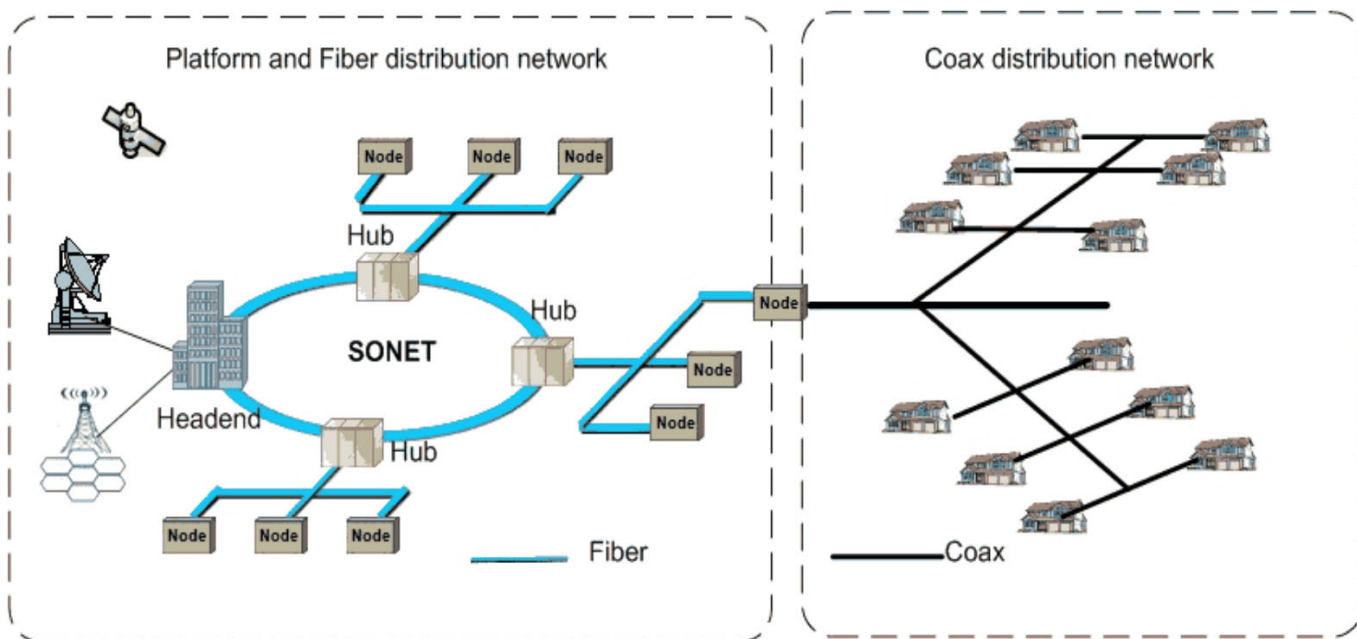 Platform and Fiber distribution network
Coax distribution network
Node
Node
Node
Hub
Hub
Node
SONET
Node
Headend
Node
Hub
Node
Node
Node
Fiber
Coax